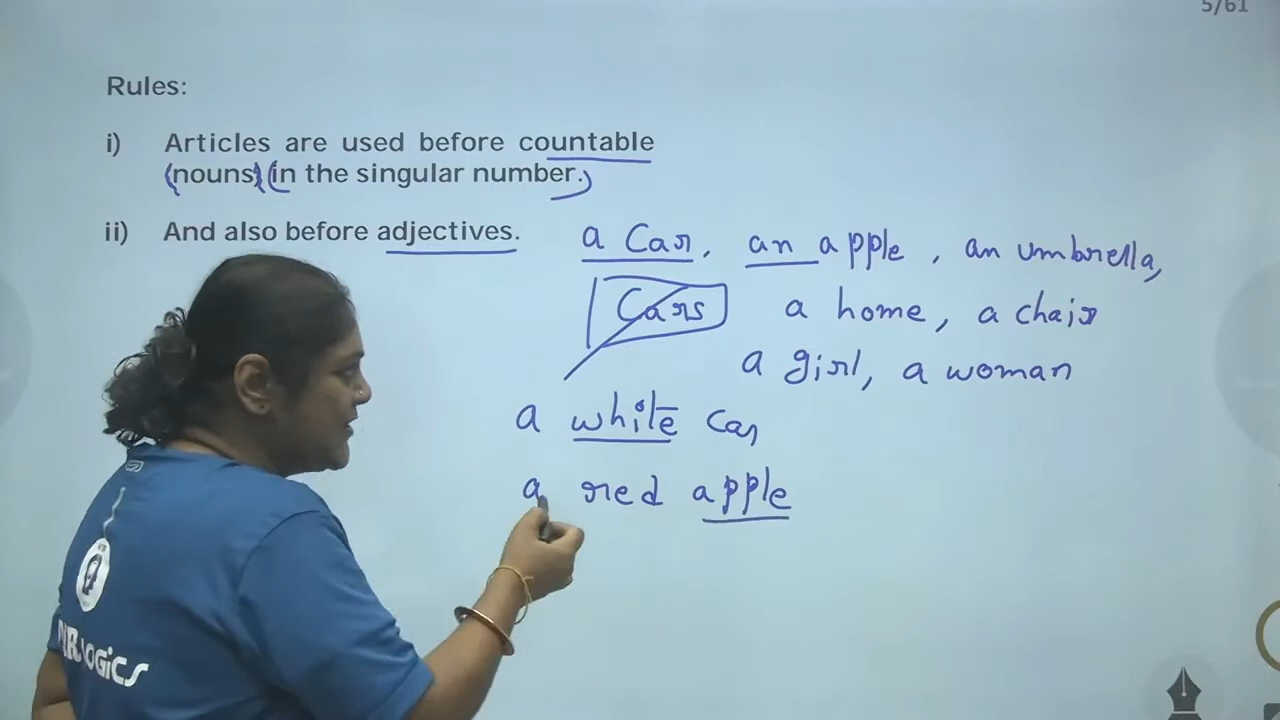 5/61
Rules:
i) Articles are used before countable
(nouns) (in the singular number.)
ii) And also before adjectives.
a Car, an apple, an umbrella,
Cars a home, a chair
a girl, a woman
a white car
a red apple